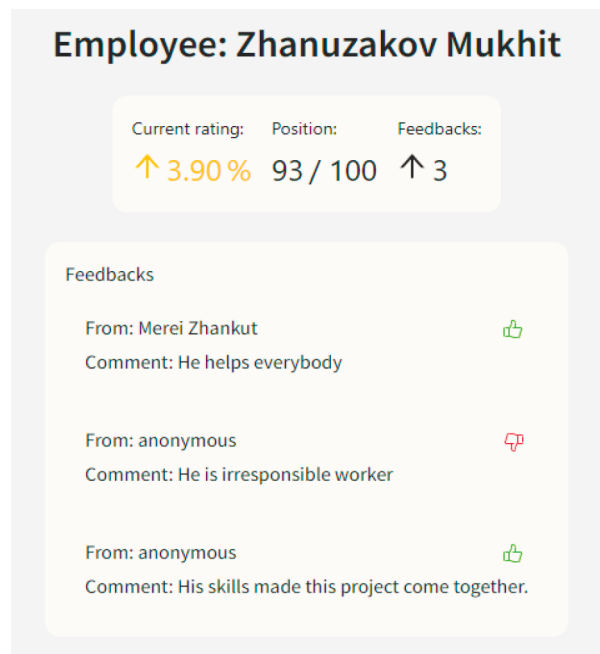 Employee: Zhanuzakov Mukhit
Current rating: Position: Feedbacks:
3.90 % 93 / 100 3
Feedbacks
From: Merei Zhankut
Comment: He helps everybody
From: anonymous
Comment: He is irresponsible worker
From: anonymous
Comment: His skills made this project come together.